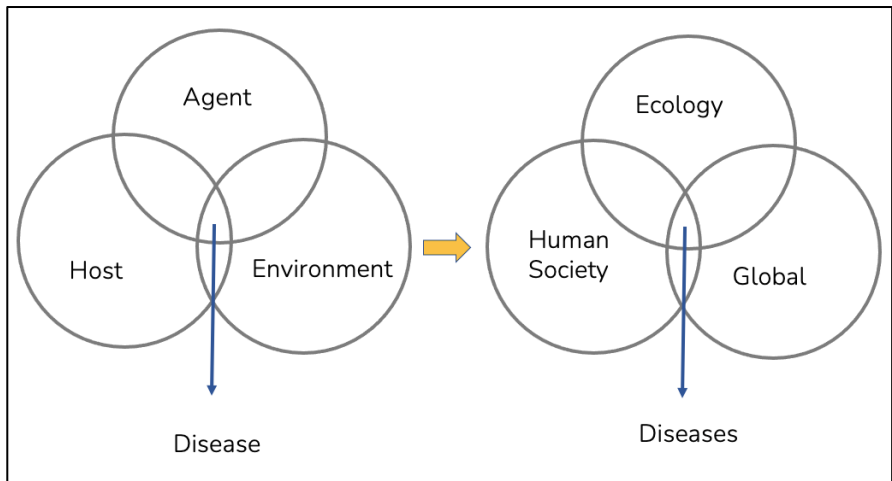 Agent
Host
Environment
Disease
Ecology
Human
Society
Global
Diseases